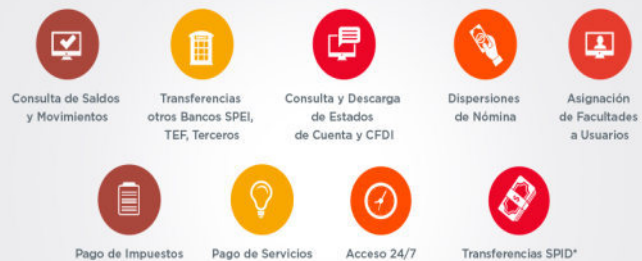 Consulta de Saldos
y Movimientos
Transferencias
otros Bancos SPEI,
TEF, Terceros
Consulta y Descarga
de Estados
de Cuenta y CFDI
Dispersiones
de Nómina
Asignación
de Facultades
a Usuarios
Pago de Impuestos
Pago de Servicios
Acceso 24/7
Transferencias SPID*